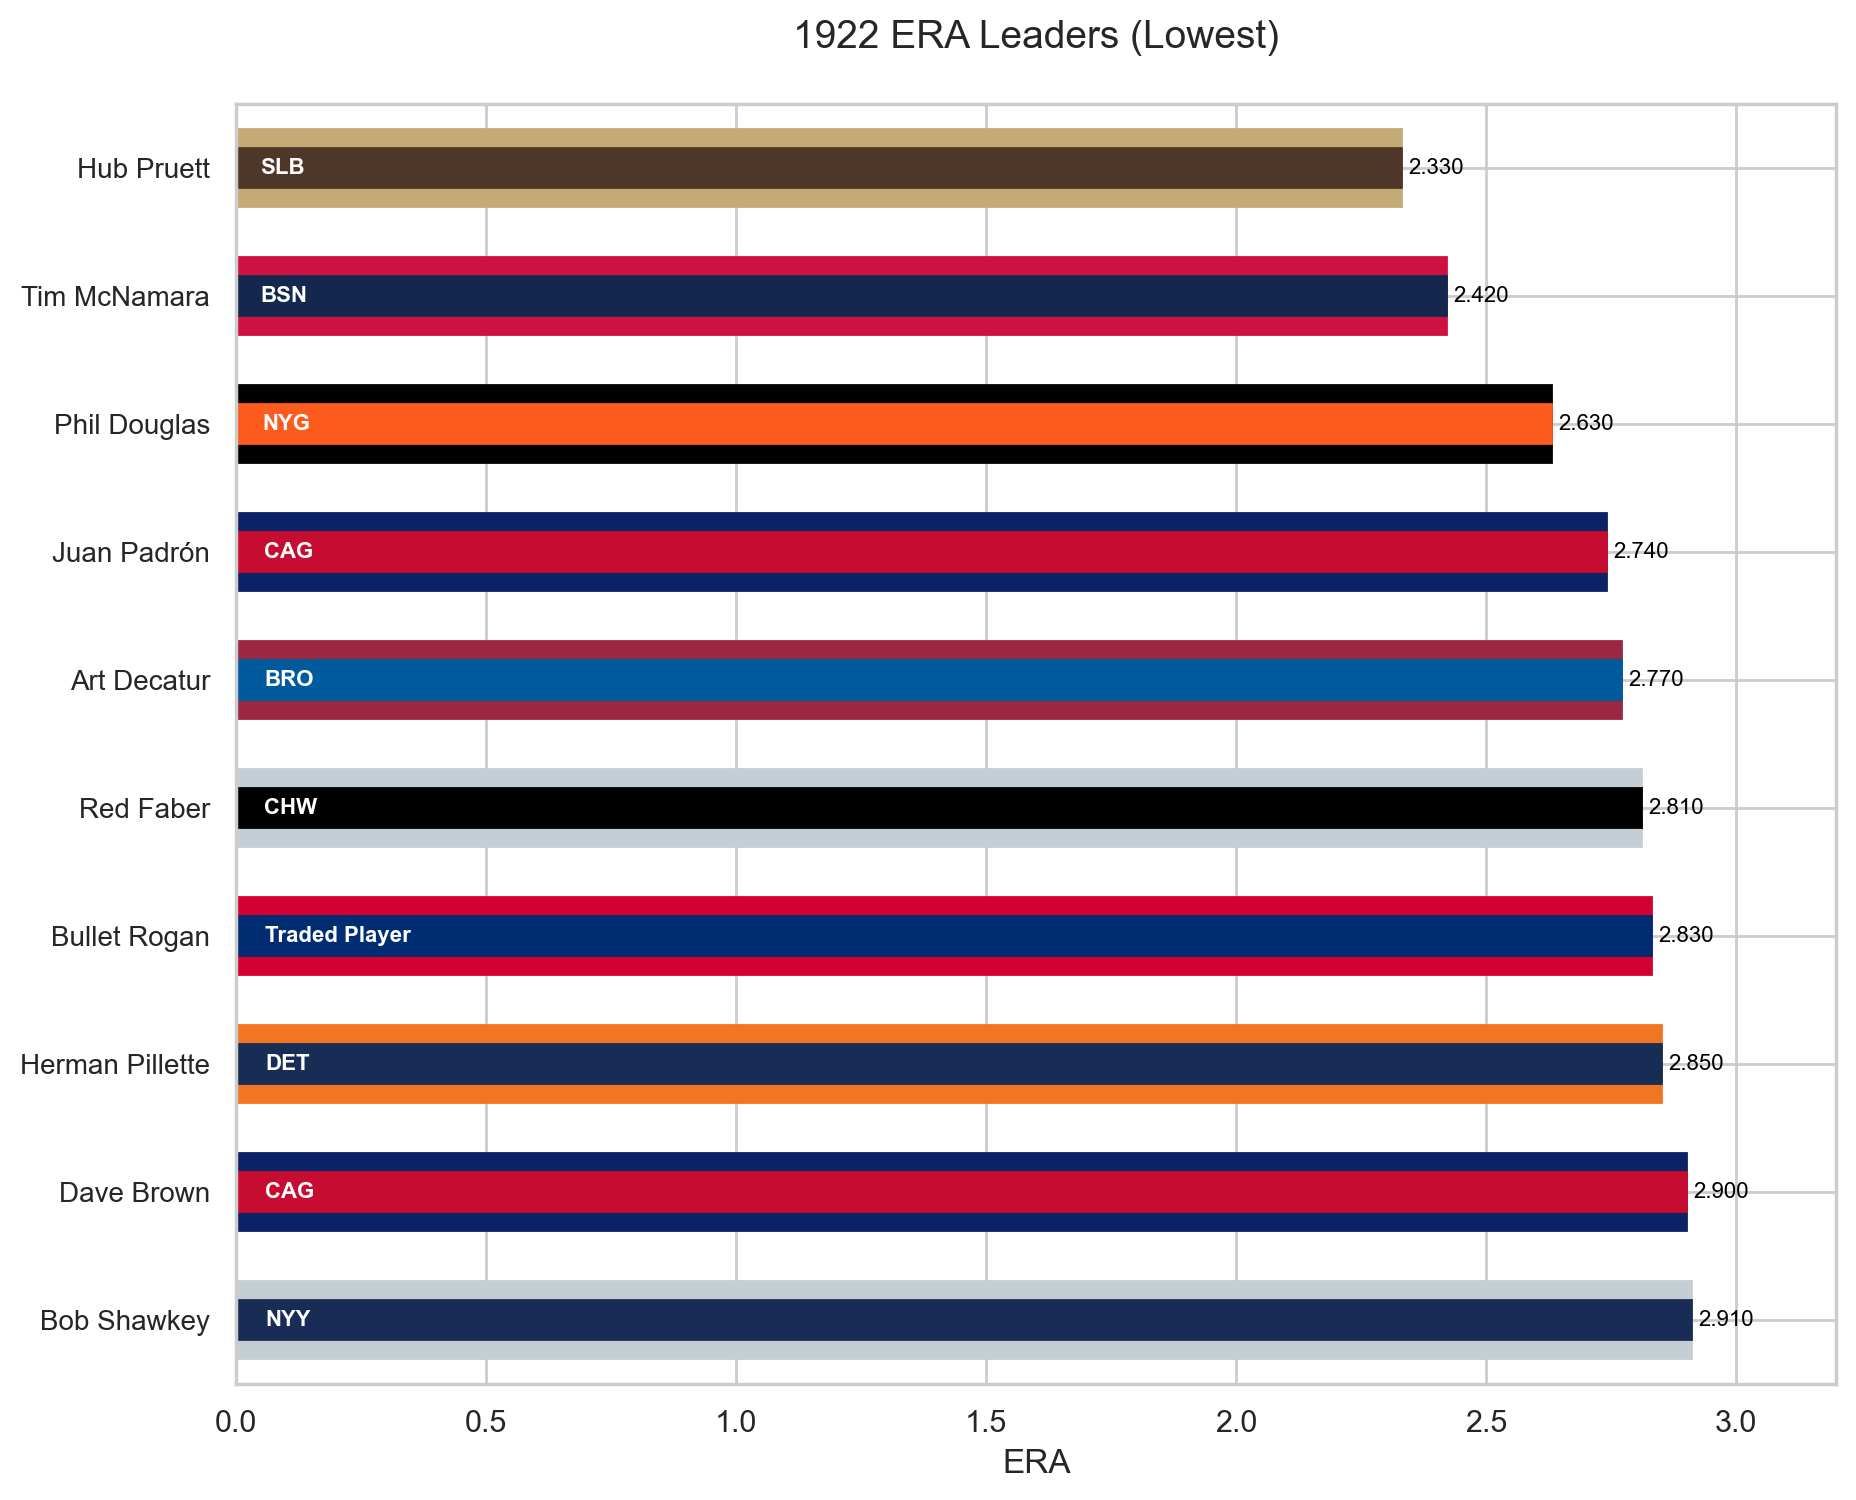 1922 ERA Leaders (Lowest)
Hub Pruett
SLB
2.330
Tim McNamara
BSN
2.420
Phil Douglas
NYG
2.630
Juan Padrón
CAG
2.740
Art Decatur
BRO
2.770
Red Faber
CHW
2.810
Bullet Rogan
Traded Player
2.830
Herman Pillette
DET
2.850
Dave Brown
CAG
2.900
Bob Shawkey
NYY
2.910
0.0 0.5 1.0 1.5 2.0 2.5 3.0
ERA